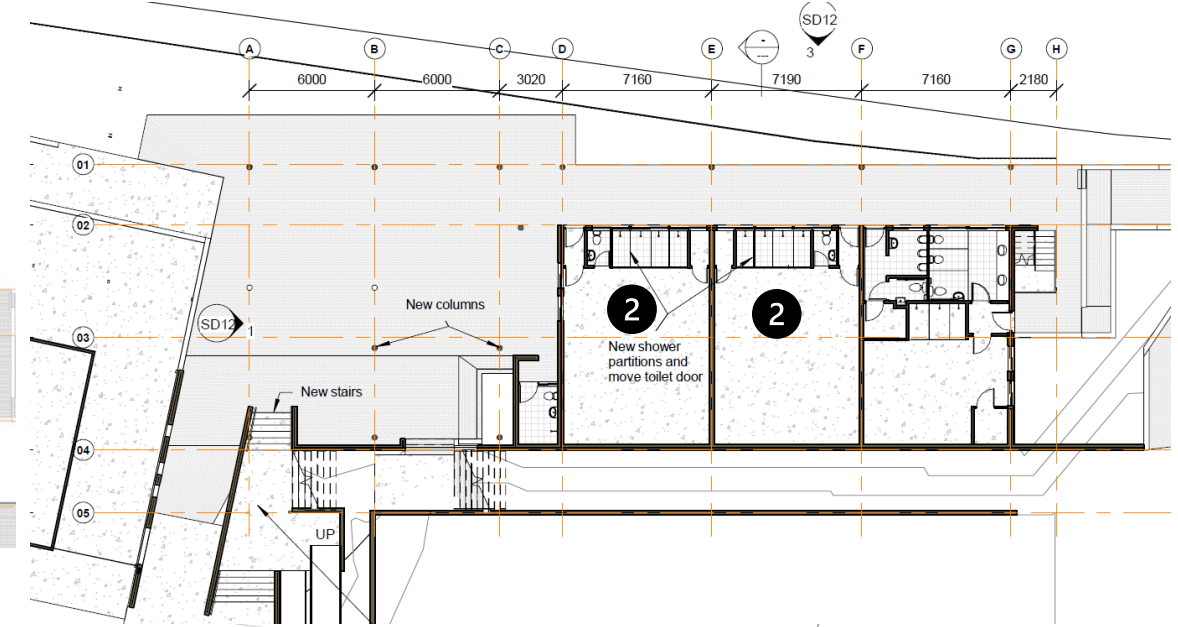 SD12
3
-
----
A
B
C
D
E
F
G
H
6000
6000
3020
7160
7190
7160
2180
z
z
01
02
03
04
05
New columns
SD12
1
2
2
New shower
partitions and
move toilet door
New stairs
UP